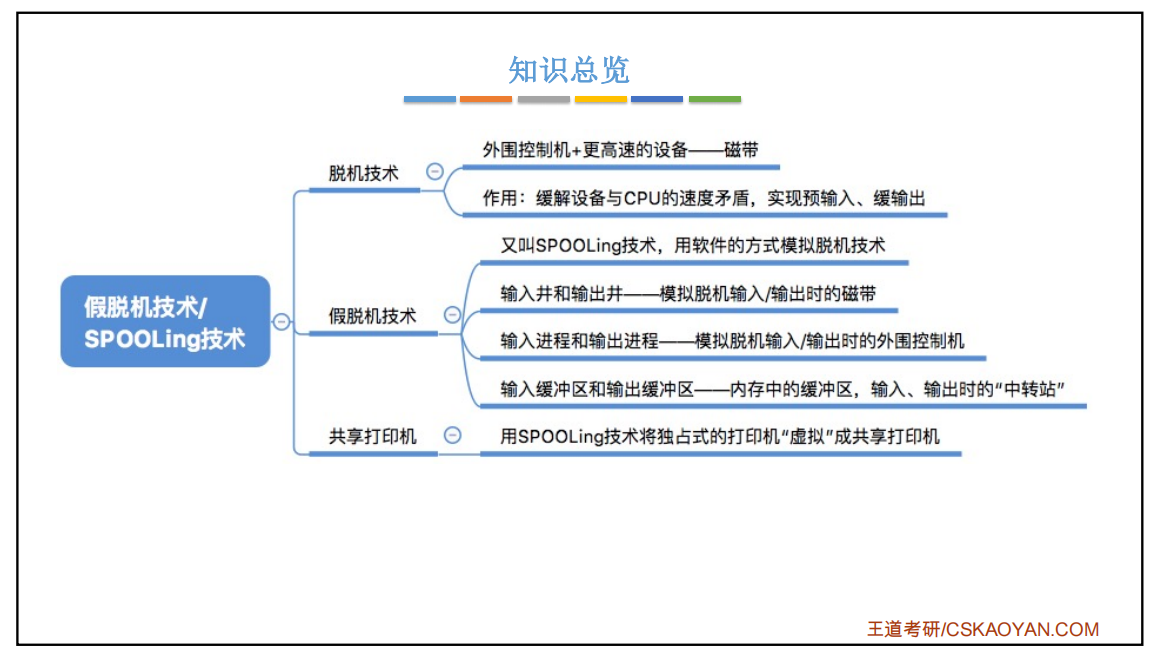 知识总览
外围控制机+更高速的设备——磁带
脱机技术
作用：缓解设备与CPU的速度矛盾，实现预输入、缓输出
又叫SPOOLing技术，用软件的方式模拟脱机技术
输入井和输出井——模拟脱机输入/输出时的磁带
假脱机技术/
SPOOLing技术
假脱机技术
输入进程和输出进程——模拟脱机输入/输出时的外围控制机
输入缓冲区和输出缓冲区——内存中的缓冲区，输入、输出时的“中转站”
共享打印机
用SPOOLing技术将独占式的打印机“虚拟”成共享打印机
王道考研/CSKAOYAN.COM